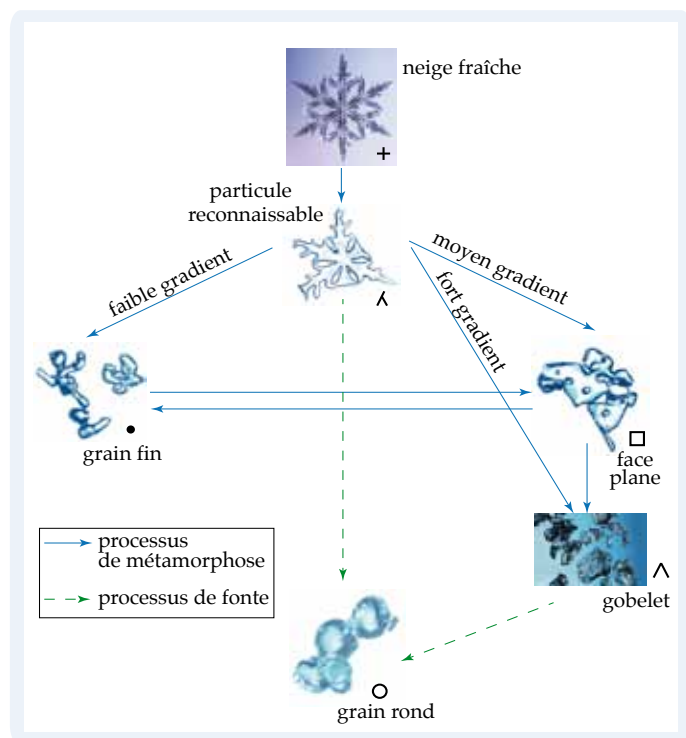 neige fraîche
+
particule
reconnaissable
faible gradient
moyen gradient
fort gradient
grain fin
face
plane
processus
de métamorphose
processus de fonte
gobelet
grain rond